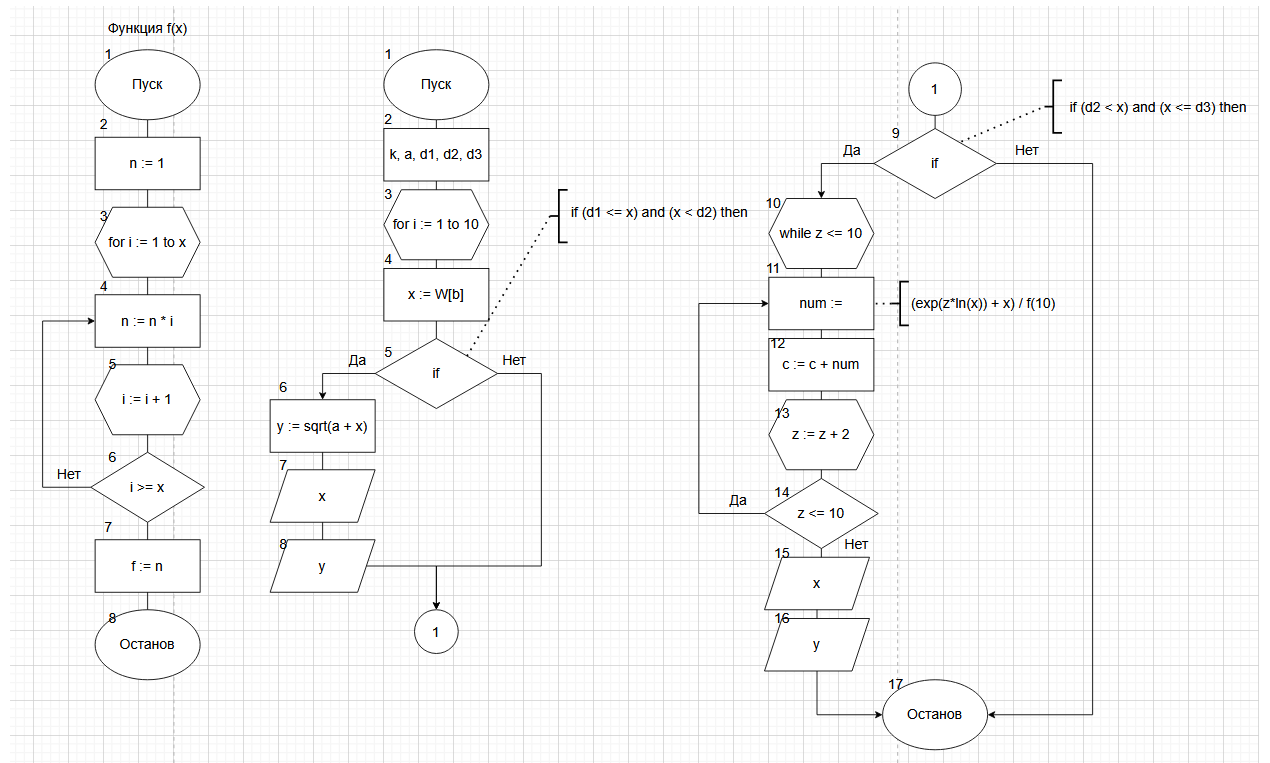 Функция f(x)
1
Пуск
2
n := 1
3
for i := 1 to x
4
n := n * i
5
i := i + 1
6
Нет
i >= x
7
f := n
8
Останов
1
Пуск
2
k, a, d1, d2, d3
3
for i := 1 to 10
4
x := W[b]
if (d1 <= x) and (x < d2) then
5
Да
if
Нет
6
y := sqrt(a + x)
7
x
8
y
1
1
if (d2 < x) and (x <= d3) then
9
Да
if
Нет
10
while z <= 10
11
num :=
(exp(z*ln(x)) + x) / f(10)
12
c := c + num
13
z := z + 2
14
Да
z <= 10
Нет
15
x
16
y
17
Останов